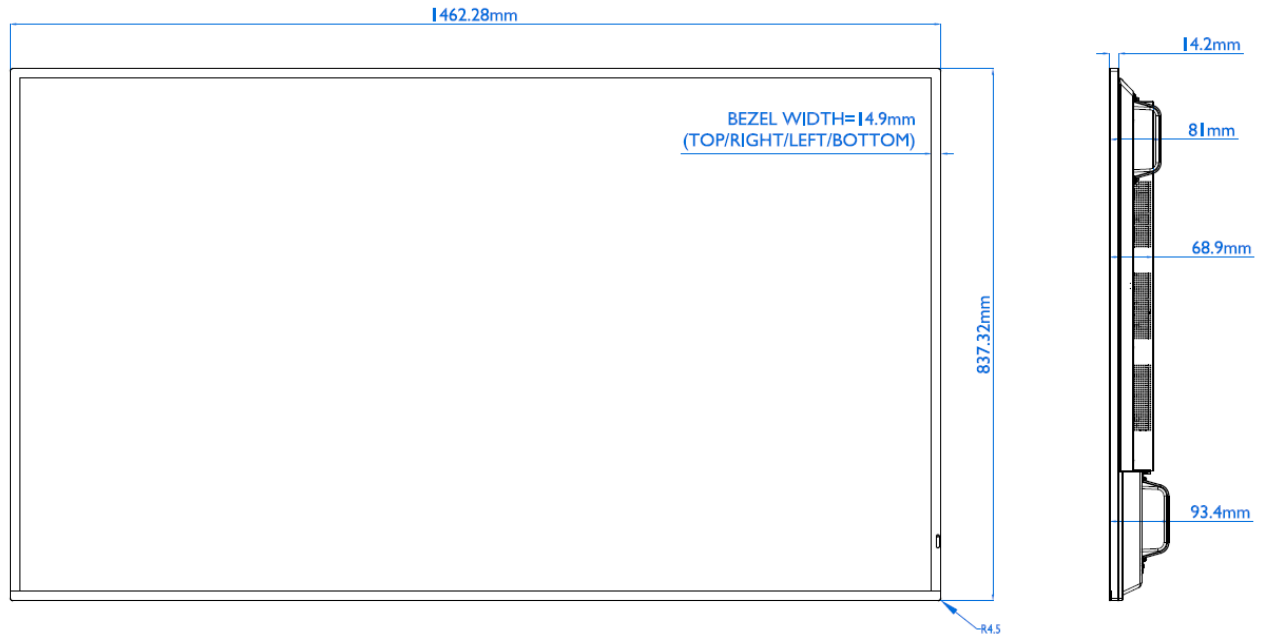 1462.28mm
14.2mm
BEZEL WIDTH=14.9mm
(TOP/RIGHT/LEFT/BOTTOM)
81mm
68.9mm
837.32mm
93.4mm
R4.5